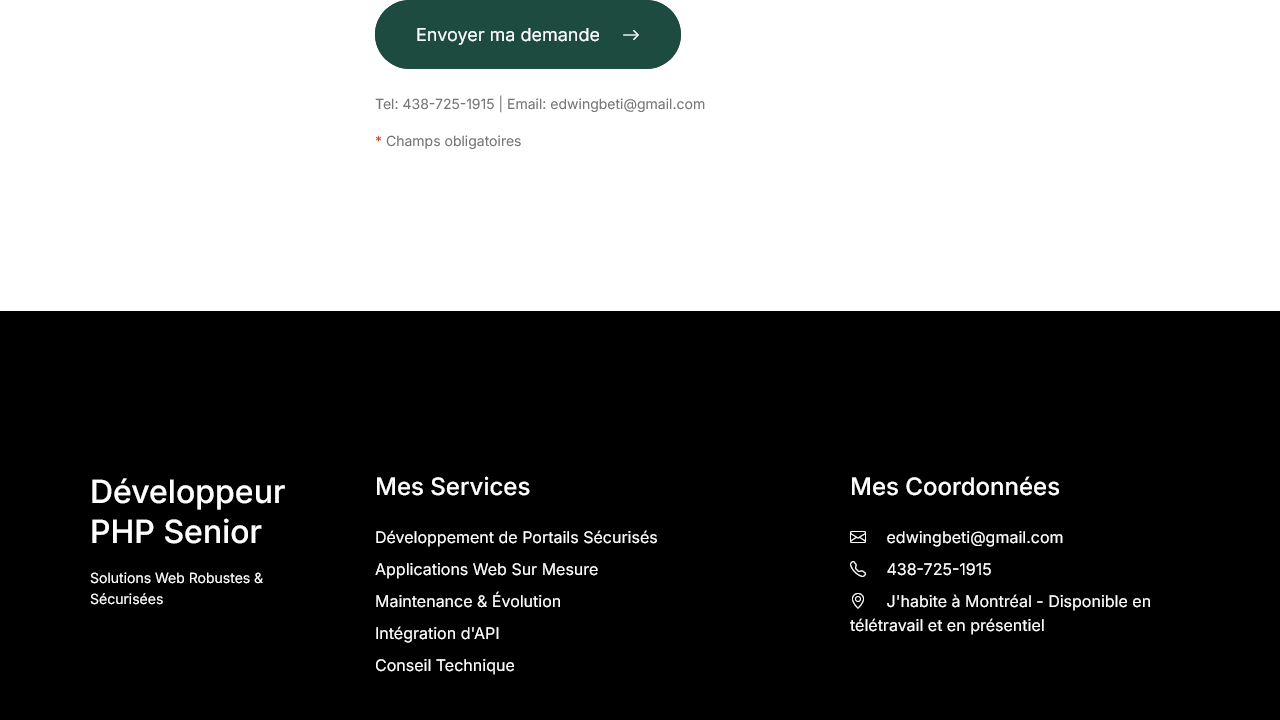 Envoyer ma demande
Tel: 438-725-1915 | Email: edwingbeti@gmail.com
* Champs obligatoires
Développeur
PHP Senior
Solutions Web Robustes &
Sécurisées
Mes Services
Développement de Portails Sécurisés
Applications Web Sur Mesure
Maintenance & Évolution
Intégration d'API
Conseil Technique
Mes Coordonnées
edwingbeti@gmail.com
438-725-1915
J'habite à Montréal - Disponible en
télétravail et en présentiel